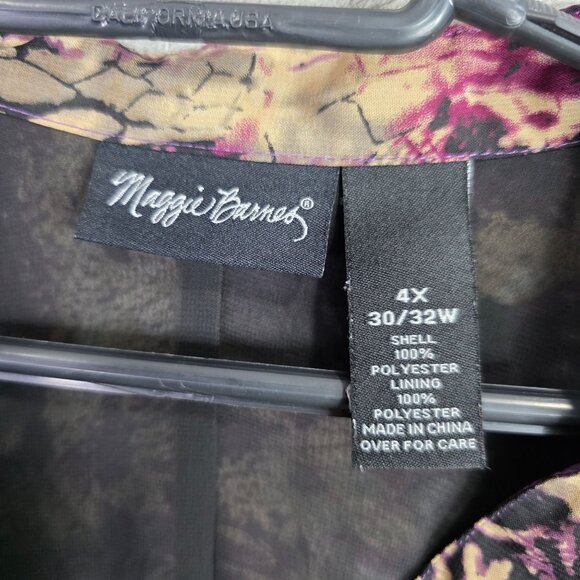 CALIFORNIA, USA
Maggie Barnes®
4X
30/32W
SHELL
100%
POLYESTER
LINING
100%
POLYESTER
MADE IN CHINA
OVER FOR CARE